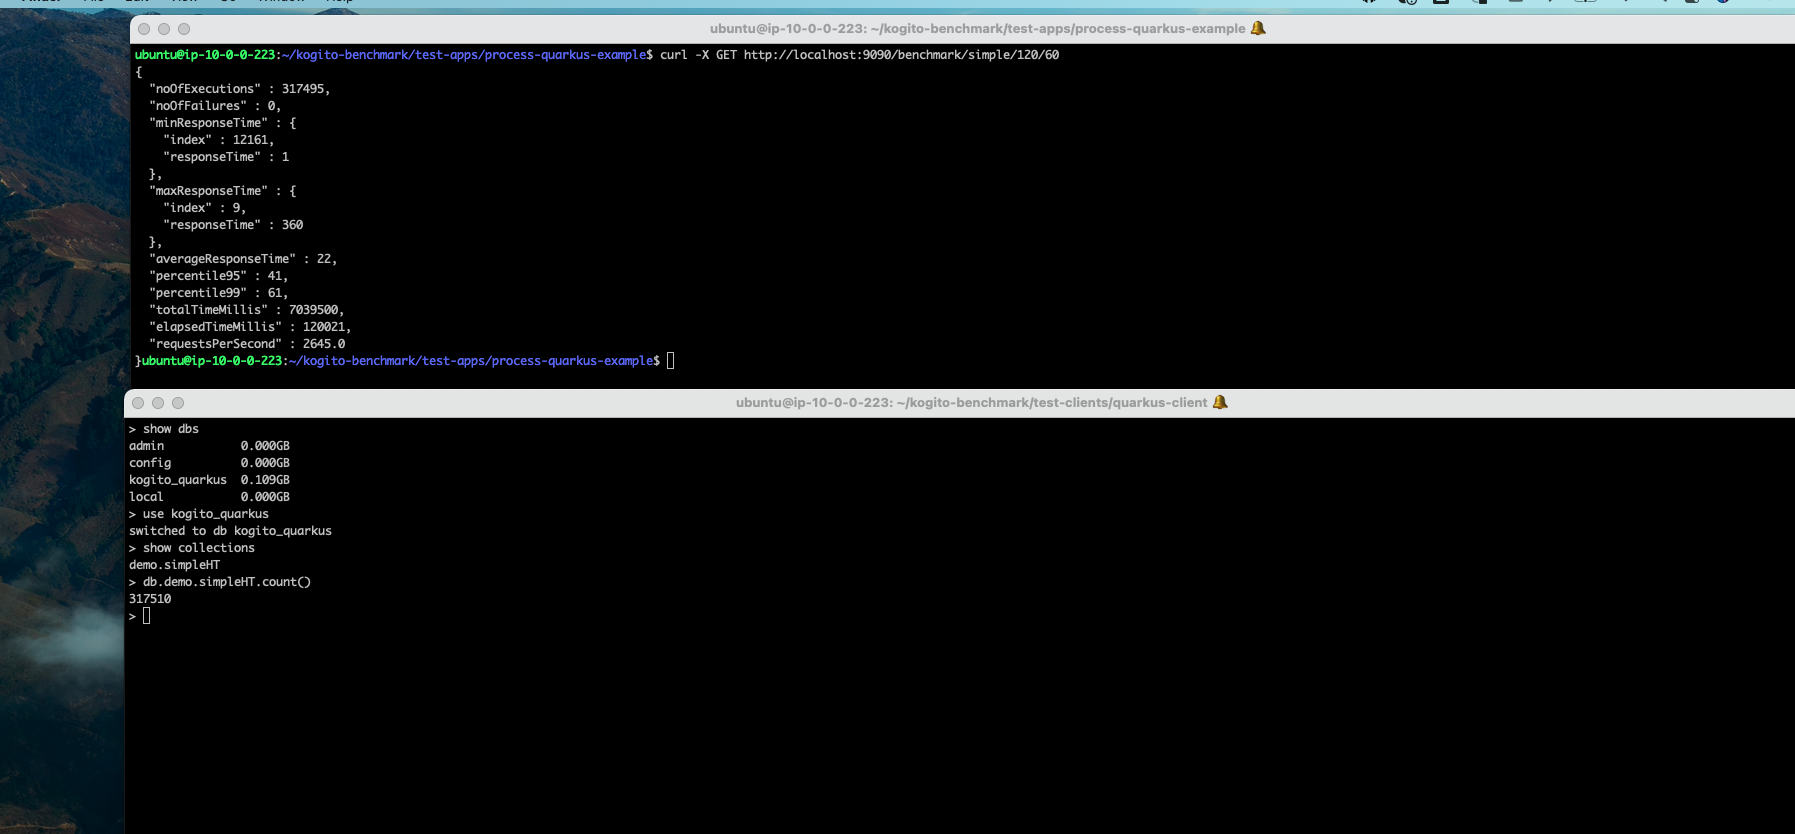 ubuntu@ip-10-0-0-223: ~/kogito-benchmark/test-apps/process-quarkus-example
ubuntu@ip-10-0-0-223:~/kogito-benchmark/test-apps/process-quarkus-example$ curl -X GET http://localhost:9090/benchmark/simple/120/60
{
  "noOfExecutions" : 317495,
  "noOfFailures" : 0,
  "minResponseTime" : {
    "index" : 12161,
    "responseTime" : 1
  },
  "maxResponseTime" : {
    "index" : 9,
    "responseTime" : 360
  },
  "averageResponseTime" : 22,
  "percentile95" : 41,
  "percentile99" : 61,
  "totalTimeMillis" : 7039500,
  "elapsedTimeMillis" : 120021,
  "requestsPerSecond" : 2645.0
}ubuntu@ip-10-0-0-223:~/kogito-benchmark/test-apps/process-quarkus-example$
ubuntu@ip-10-0-0-223: ~/kogito-benchmark/test-clients/quarkus-client
> show dbs
admin           0.000GB
config          0.000GB
kogito_quarkus  0.109GB
local           0.000GB
> use kogito_quarkus
switched to db kogito_quarkus
> show collections
demo.simpleHT
> db.demo.simpleHT.count()
317510
>